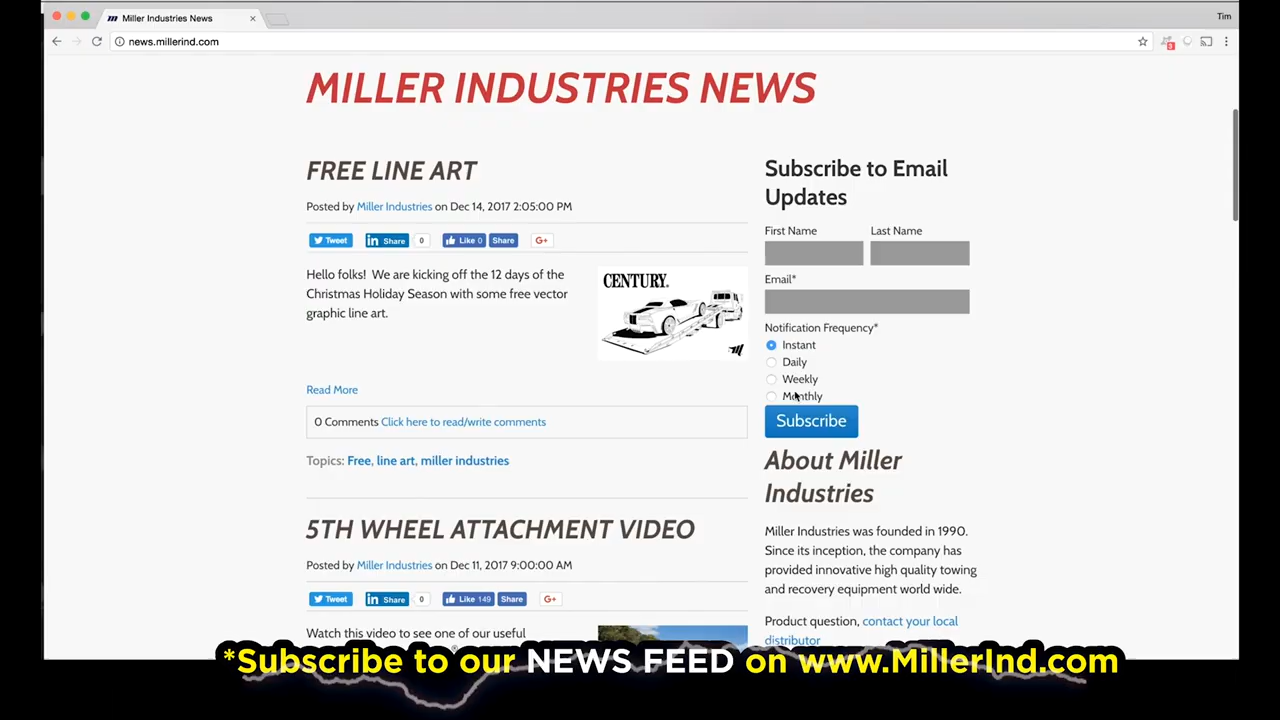 Miller Industries News
Tim
news.millerind.com
MILLER INDUSTRIES NEWS
FREE LINE ART
Posted by Miller Industries on Dec 14, 2017 2:05:00 PM
Tweet
in Share 0
Like 0 Share
G+
Hello folks! We are kicking off the 12 days of the
Christmas Holiday Season with some free vector
graphic line art.
CENTURY®
Read More
0 Comments Click here to read/write comments
Topics: Free, line art, miller industries
5TH WHEEL ATTACHMENT VIDEO
Posted by Miller Industries on Dec 11, 2017 9:00:00 AM
Tweet
in Share 0
Like 149 Share
G+
Watch this video to see one of our useful
Subscribe to Email
Updates
First Name Last Name
Email*
Notification Frequency*
Instant
Daily
Weekly
Monthly
Subscribe
About Miller
Industries
Miller Industries was founded in 1990.
Since its inception, the company has
provided innovative high quality towing
and recovery equipment world wide.
Product question, contact your local
distributor
*Subscribe to our NEWS FEED on www.MillerInd.com